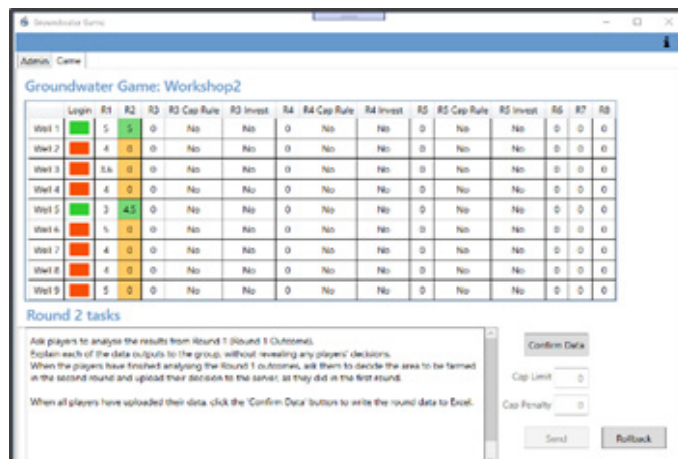 Groundwater Game
Admin Game
Groundwater Game: Workshop2
Login R1 R2 R3 R3 Cap Rule R3 Invest R4 R4 Cap Rule R4 Invest R5 R5 Cap Rule R5 Invest R6 R7 R8
Well 1 5 5 0 No No 0 No No 0 No No 0 0 0
Well 2 4 0 0 No No 0 No No 0 No No 0 0 0
Well 3 3.6 0 0 No No 0 No No 0 No No 0 0 0
Well 4 4 0 0 No No 0 No No 0 No No 0 0 0
Well 5 3 4.5 0 No No 0 No No 0 No No 0 0 0
Well 6 5 0 0 No No 0 No No 0 No No 0 0 0
Well 7 4 0 0 No No 0 No No 0 No No 0 0 0
Well 8 4 0 0 No No 0 No No 0 No No 0 0 0
Well 9 5 0 0 No No 0 No No 0 No No 0 0 0
Round 2 tasks
Ask players to analyse the results from Round 1 (Round 1 Outcome).
Explain each of the data outputs to the group, without revealing any players' decisions.
When the players have finished analysing the Round 1 outcomes, ask them to decide the area to be farmed
in the second round and upload their decision to the server, as they did in the first round.
When all players have uploaded their data, click the 'Confirm Data' button to write the round data to Excel.
Confirm Data
Cap Limit 0
Cap Penalty 0
Send Rollback